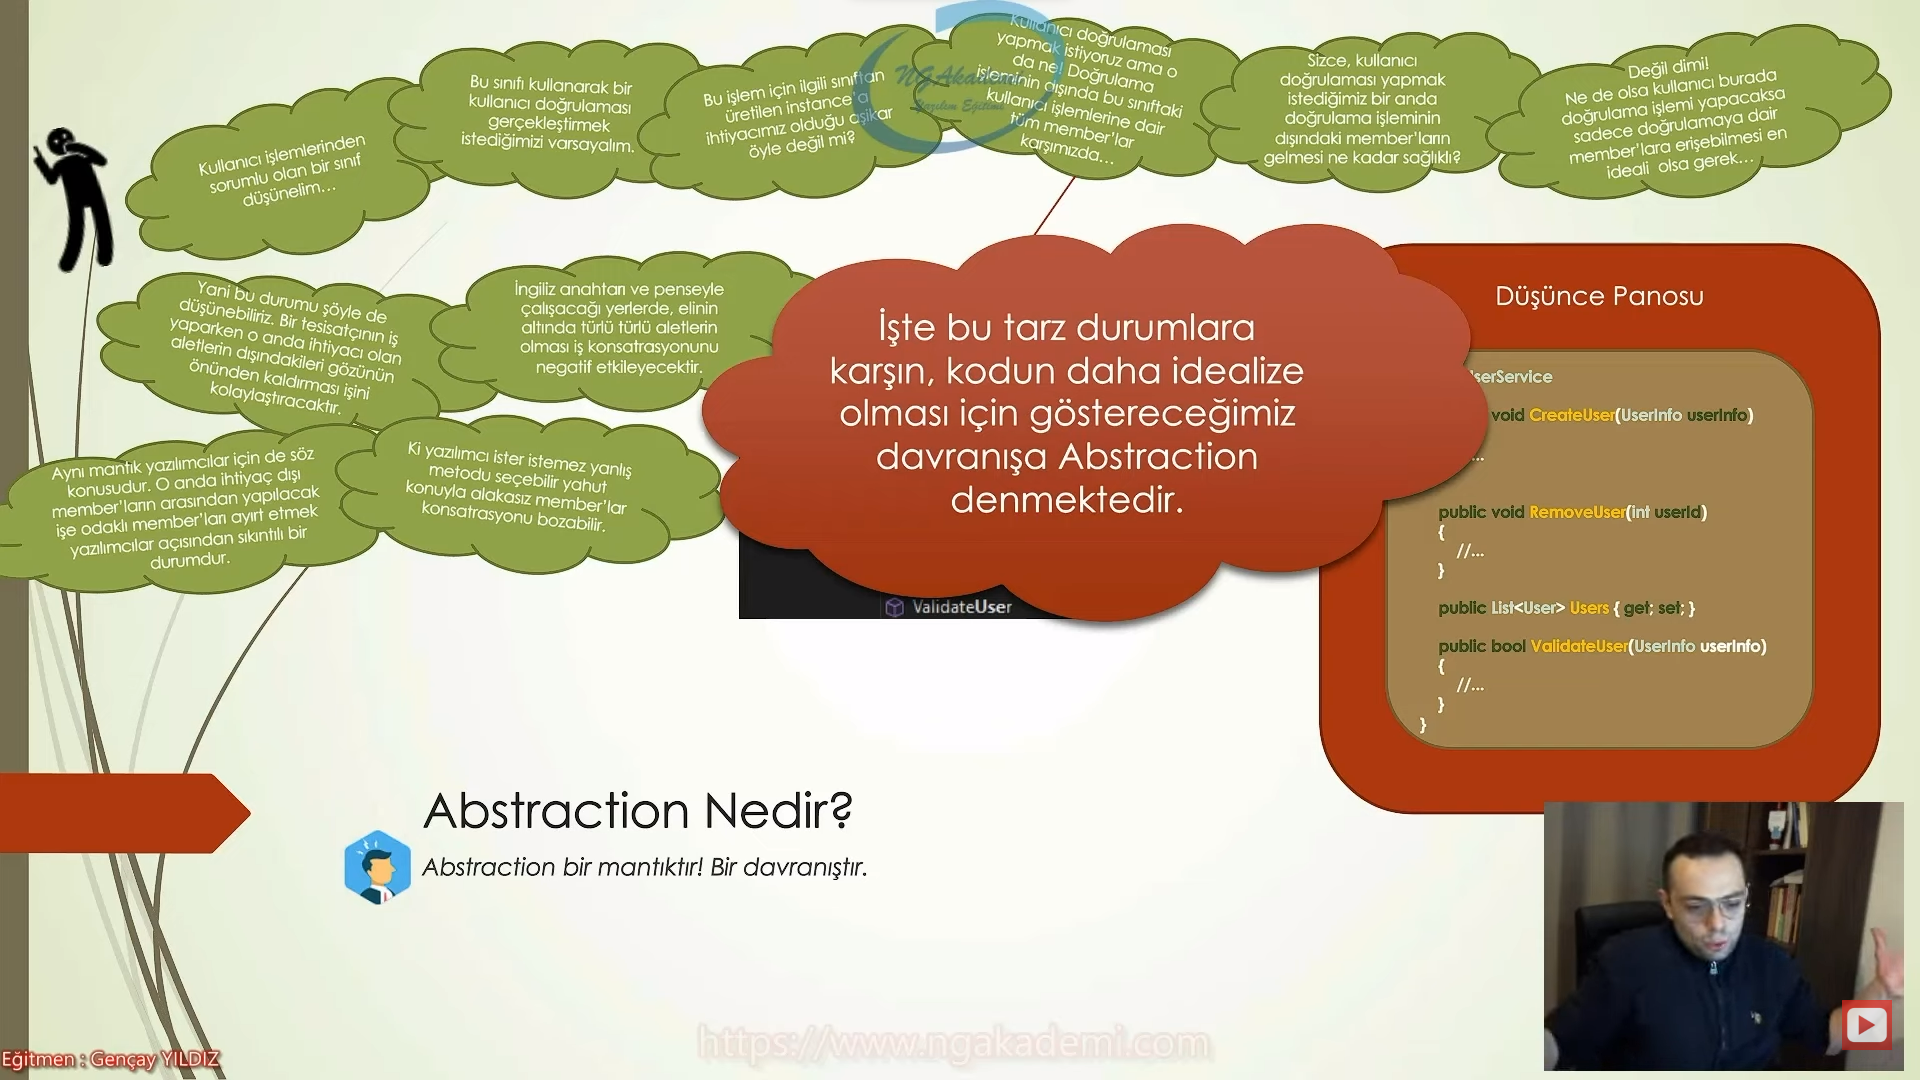 Kullanıcı işlemlerinden
sorumlu olan bir sınıf
düşünelim...
Bu sınıfı kullanarak bir
kullanıcı doğrulaması
gerçekleştirmek
istediğimizi varsayalım.
Bu işlem için ilgili sınıftan
üretilen instance'a
ihtiyacımız olduğu aşikar
öyle değil mi?
Kullanıcı doğrulaması
yapmak istiyoruz ama o
da ne! Doğrulama
işleminin dışında bu sınıftaki
kullanıcı işlemlerine dair
tüm member'lar
karşımızda...
NGAkademi
Yazılım Eğitimi
Sizce, kullanıcı
doğrulaması yapmak
istediğimiz bir anda
doğrulama işleminin
dışındaki member'ların
gelmesi ne kadar sağlıklı?
Değil dimi!
Ne de olsa kullanıcı burada
doğrulama işlemi yapacaksa
sadece doğrulamaya dair
member'lara erişebilmesi en
ideali olsa gerek...
Yani bu durumu şöyle de
düşünebiliriz. Bir tesisatçının iş
yaparken o anda ihtiyacı olan
aletlerin dışındakileri gözünün
önünden kaldırması işini
kolaylaştıracaktır.
İngiliz anahtarı ve penseyle
çalışacağı yerlerde, elinin
altında türlü türlü aletlerin
olması iş konsatrasyonunu
negatif etkileyecektir.
Aynı mantık yazılımcılar için de söz
konusudur. O anda ihtiyaç dışı
member'ların arasından yapılacak
işe odaklı member'ları ayırt etmek
yazılımcılar açısından sıkıntılı bir
durumdur.
Ki yazılımcı ister istemez yanlış
metodu seçebilir yahut
konuyla alakasız member'lar
konsatrasyonu bozabilir.
İşte bu tarz durumlara
karşın, kodun daha idealize
olması için göstereceğimiz
davranışa Abstraction
denmektedir.
ValidateUser
Düşünce Panosu
serService
void CreateUser(UserInfo userInfo)
...
public void RemoveUser(int userId)
{
//...
}
public List<User> Users { get; set; }
public bool ValidateUser(UserInfo userInfo)
{
//...
}
}
Abstraction Nedir?
Abstraction bir mantıktır! Bir davranıştır.
https://www.ngakademi.com
Eğitmen : Gençay YILDIZ